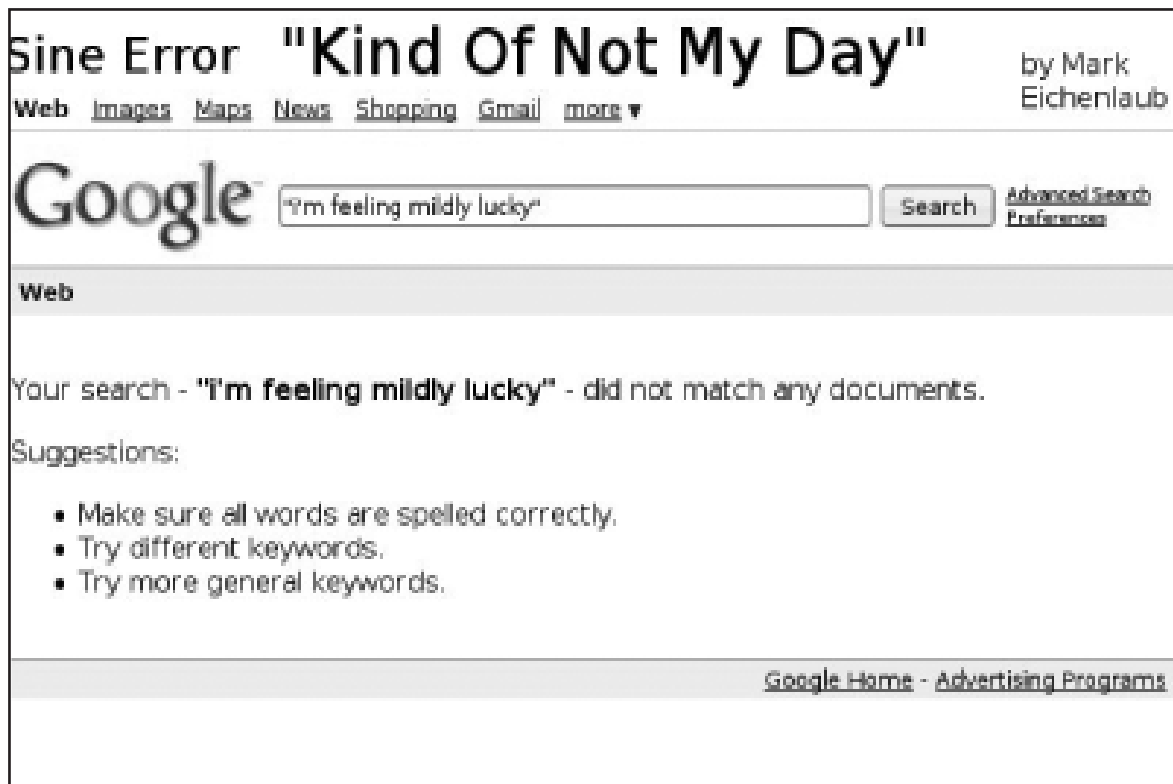 Sine Error "Kind Of Not My Day" by Mark
Eichenlaub
Web Images Maps News Shopping Gmail more ▼
Google "i'm feeling mildly lucky" Search Advanced Search
Preferences
Web
Your search - "i'm feeling mildly lucky" - did not match any documents.
Suggestions:
• Make sure all words are spelled correctly.
• Try different keywords.
• Try more general keywords.
Google Home - Advertising Programs